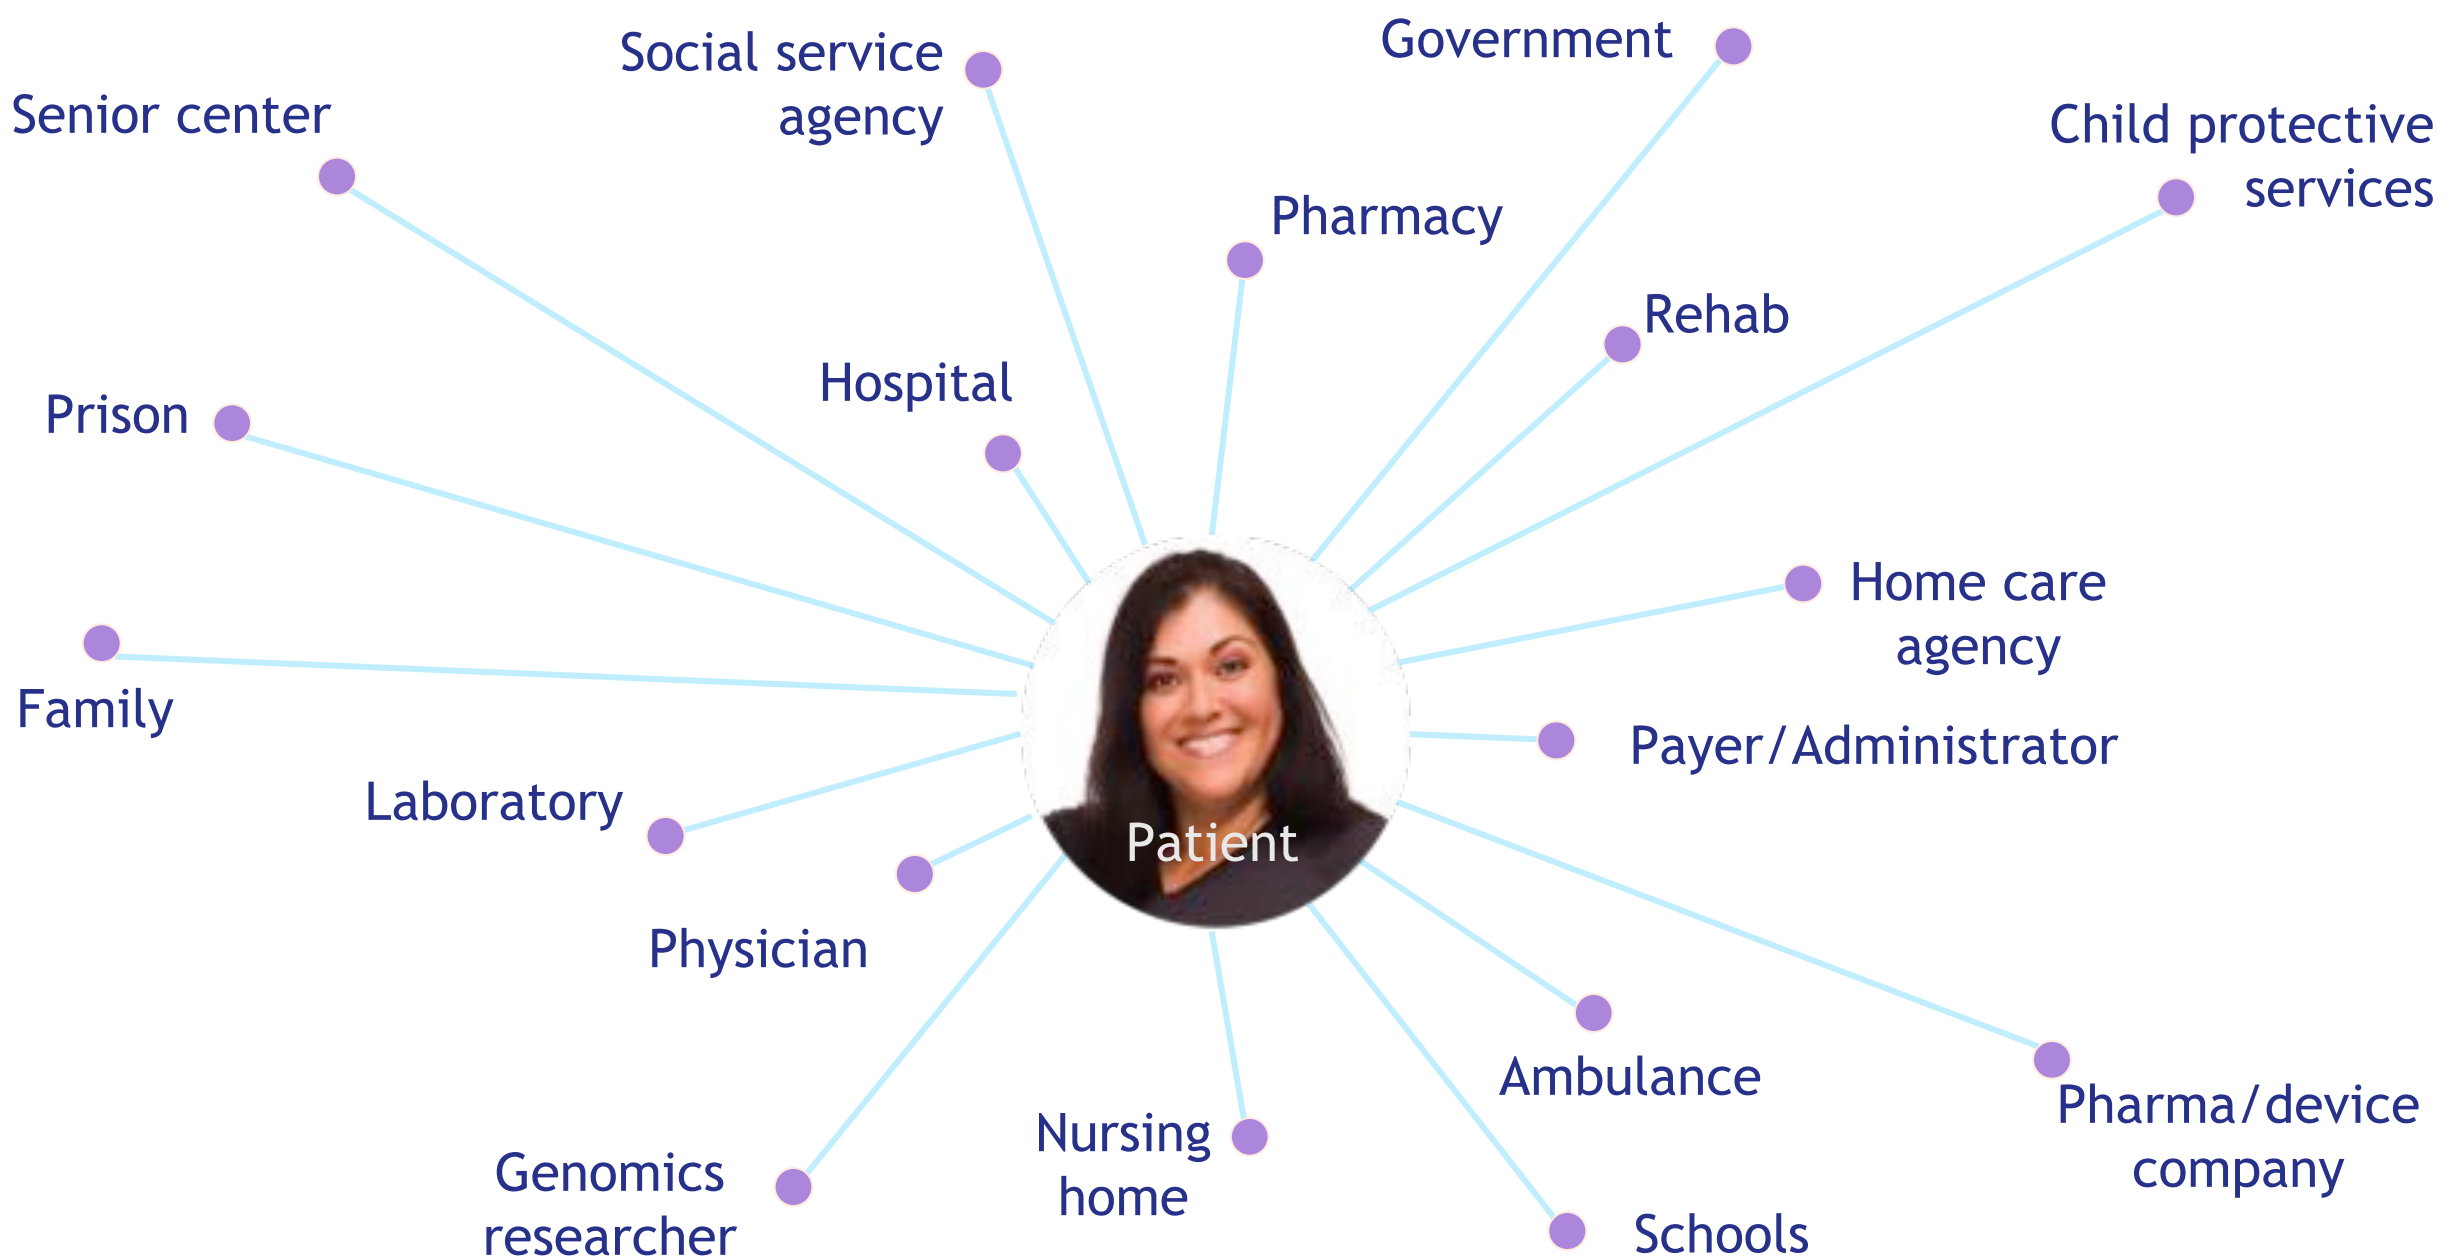 Government
Social service
agency
Senior center
Child protective
services
Pharmacy
Rehab
Hospital
Prison
Home care
agency
Family
Payer/Administrator
Laboratory
Patient
Physician
Ambulance
Pharma/device
company
Nursing
home
Genomics
researcher
Schools